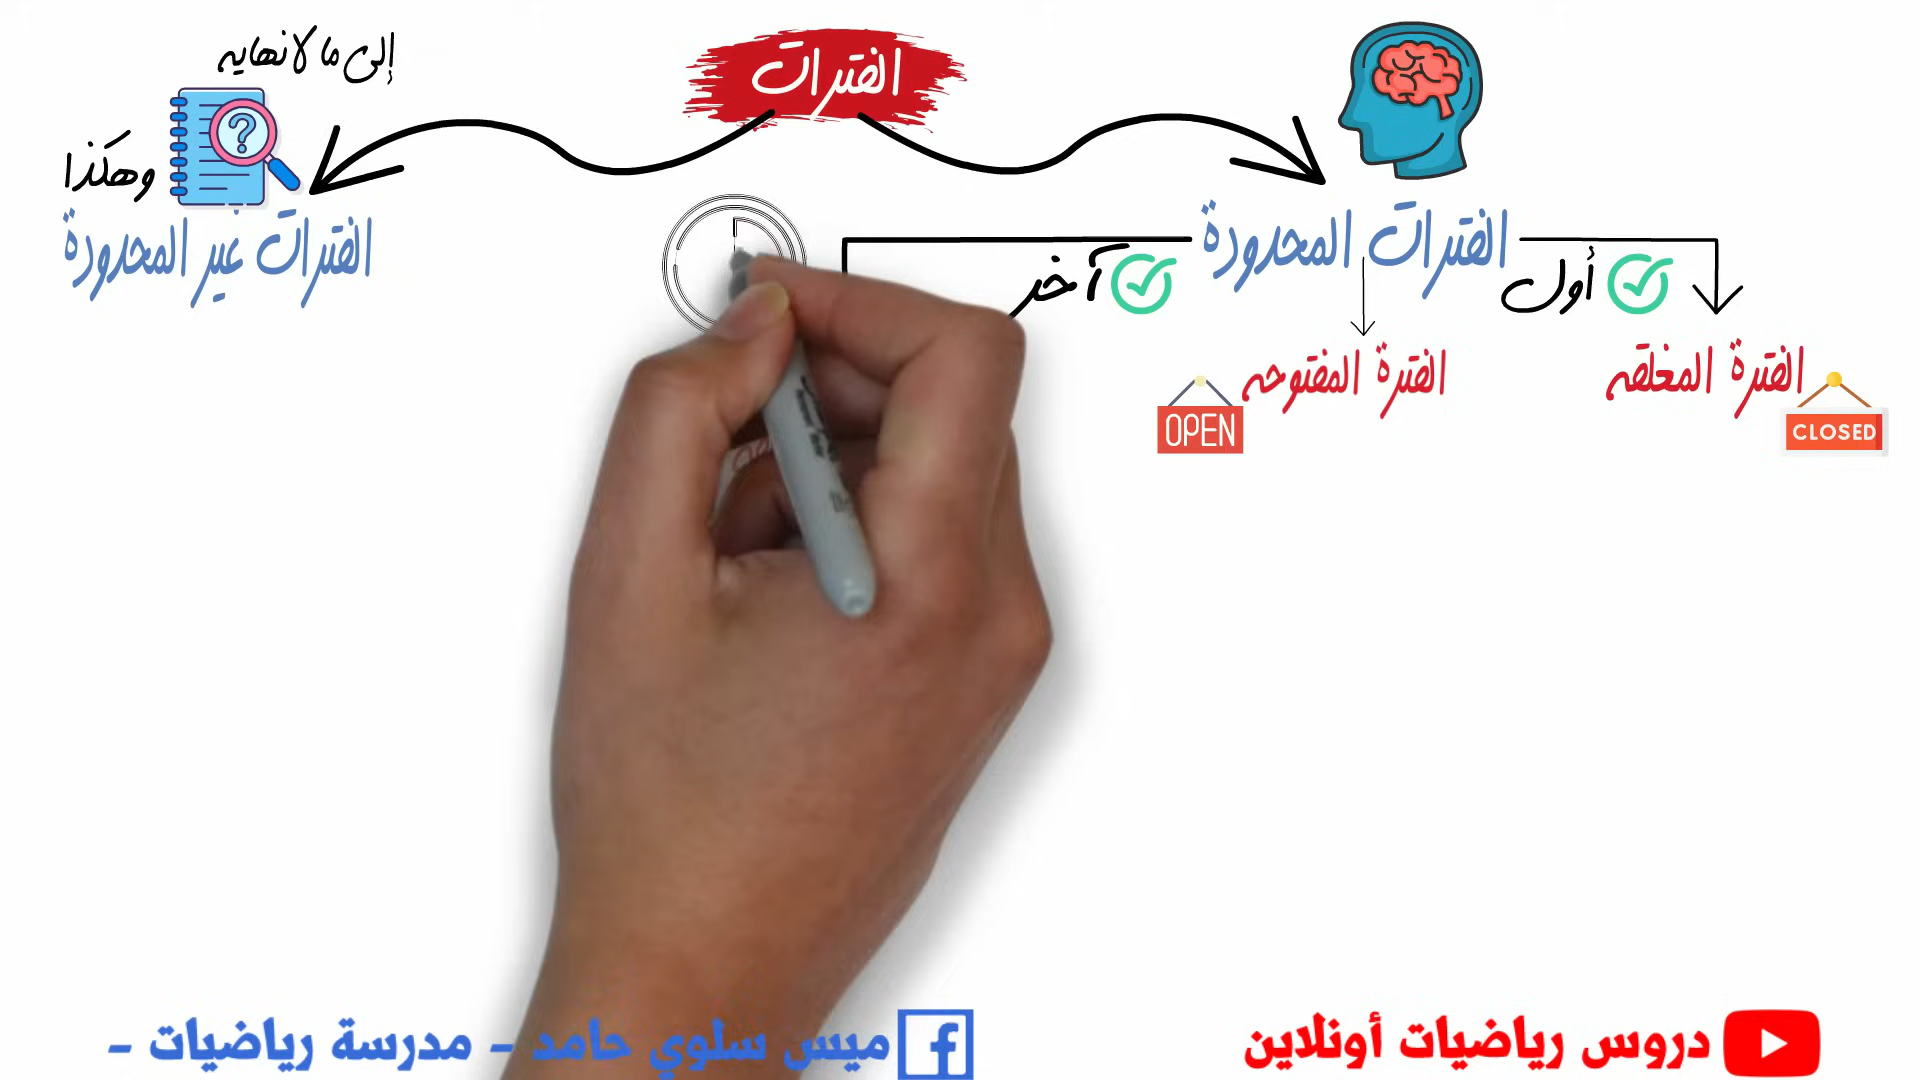 الفترات
إلى ما لانهايه
وهكذا
الفترات غير المحدودة
الفترات المحدودة
أول
آخر
الفترة المغلقه
CLOSED
الفترة المفتوحه
OPEN
دروس رياضيات أونلاين
ميس سلوي حامد - مدرسة رياضيات -